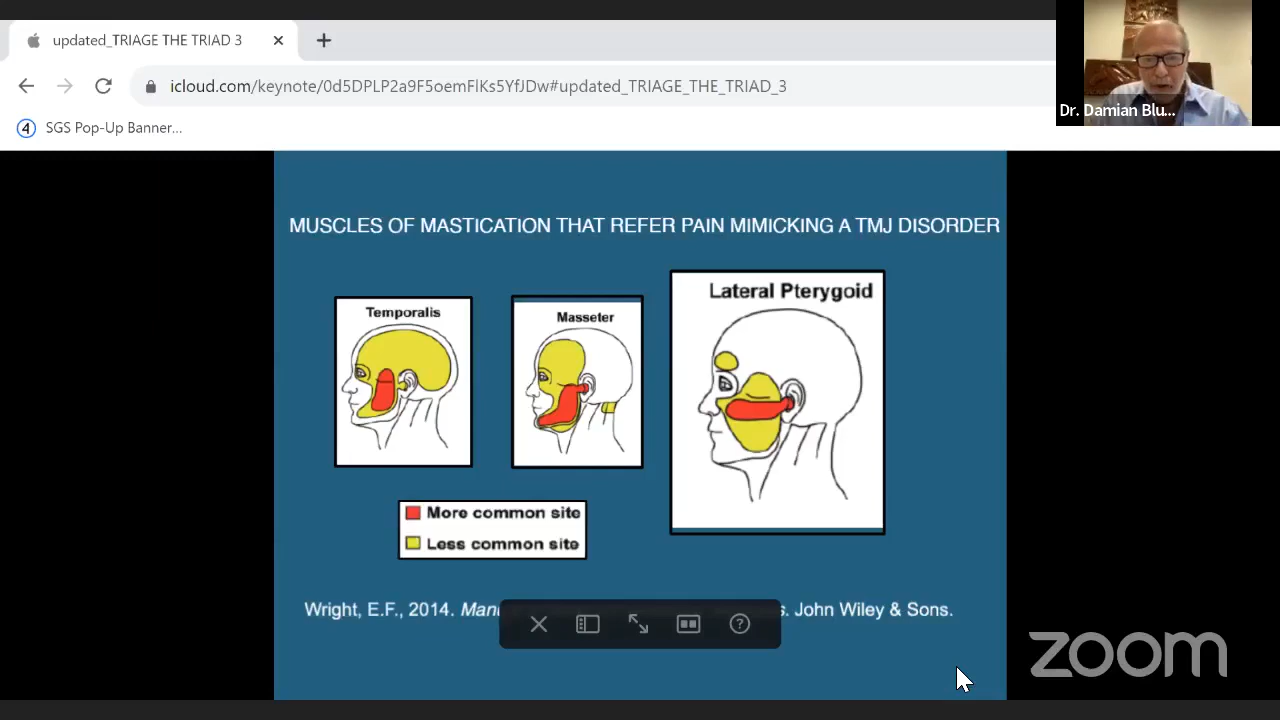 updated_TRIAGE THE TRIAD 3
icloud.com/keynote/0d5DPLP2a9F5oemFlKs5YfJDw#updated_TRIAGE_THE_TRIAD_3
4 SGS Pop-Up Banner...
Dr. Damian Blu...
MUSCLES OF MASTICATION THAT REFER PAIN MIMICKING A TMJ DISORDER
Temporalis
Masseter
Lateral Pterygoid
More common site
Less common site
Wright, E.F., 2014. John Wiley & Sons.
zoom